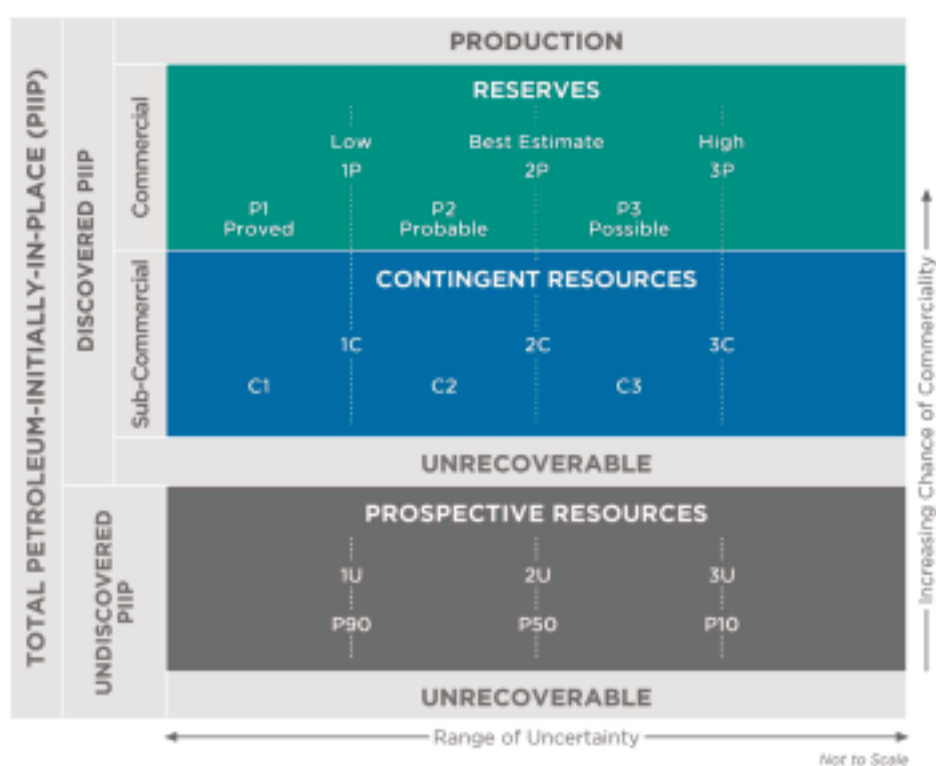 TOTAL PETROLEUM-INITIALLY-IN-PLACE (PIIP)
DISCOVERED PIIP
UNDISCOVERED
PIIP
Commercial
Sub-Commercial
PRODUCTION
RESERVES
Low Best Estimate High
1P 2P 3P
P1 P2 P3
Proved Probable Possible
CONTINGENT RESOURCES
1C 2C 3C
C1 C2 C3
UNRECOVERABLE
PROSPECTIVE RESOURCES
1U 2U 3U
P90 P50 P10
UNRECOVERABLE
Range of Uncertainty
Not to Scale
Increasing Chance of Commerciality